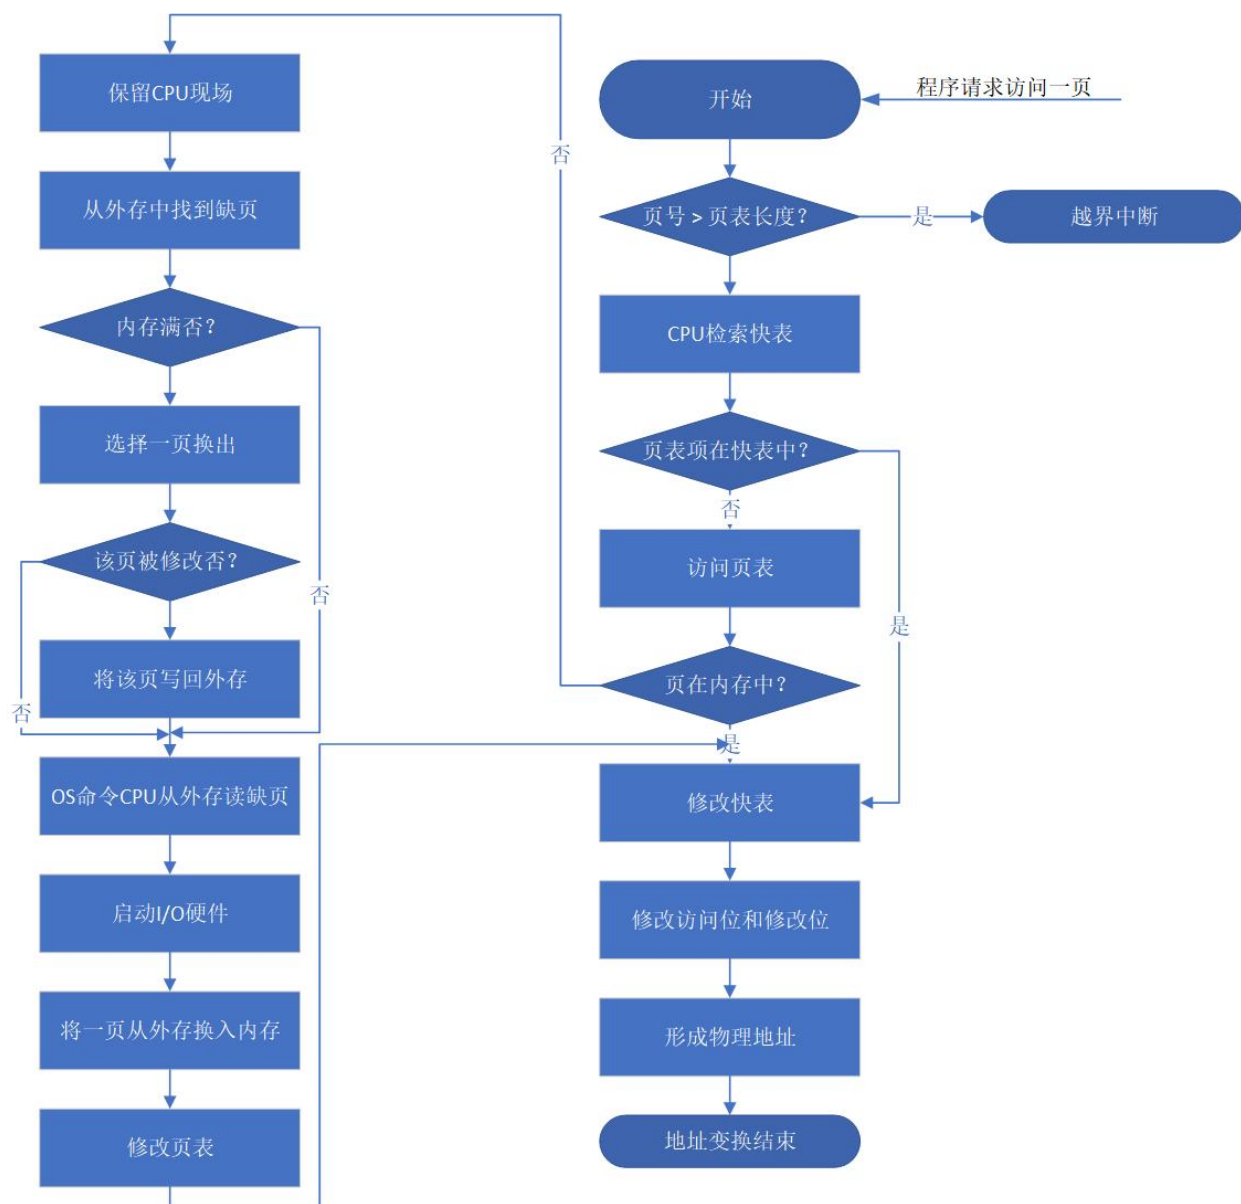 程序请求访问一页
开始
页号 > 页表长度?
是
越界中断
CPU检索快表
页表项在快表中?
否
是
访问页表
页在内存中?
否
是
修改快表
修改访问位和修改位
形成物理地址
地址变换结束
保留CPU现场
从外存中找到缺页
内存满否?
否
选择一页换出
该页被修改否?
否
将该页写回外存
OS命令CPU从外存读缺页
启动I/O硬件
将一页从外存换入内存
修改页表